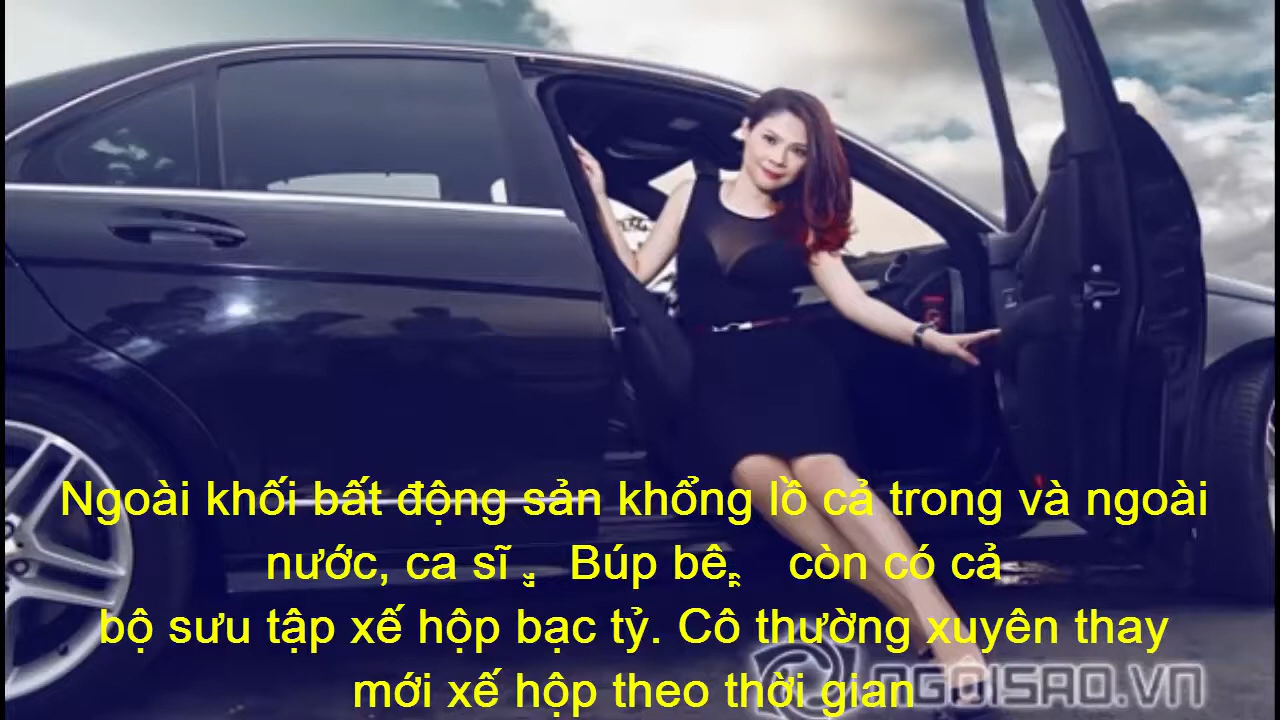 Ngoài khối bất động sản khổng lồ cả trong và ngoài
nước, ca sĩ Búp bê, còn có cả
bộ sưu tập xế hộp bạc tỷ. Cô thường xuyên thay
mới xế hộp theo thời gian
NGOISAO.VN